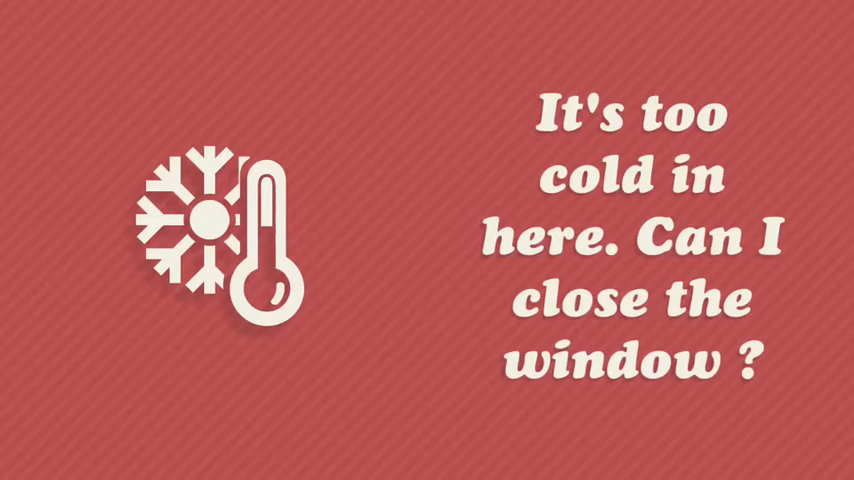 It's too
cold in
here. Can I
close the
window ?